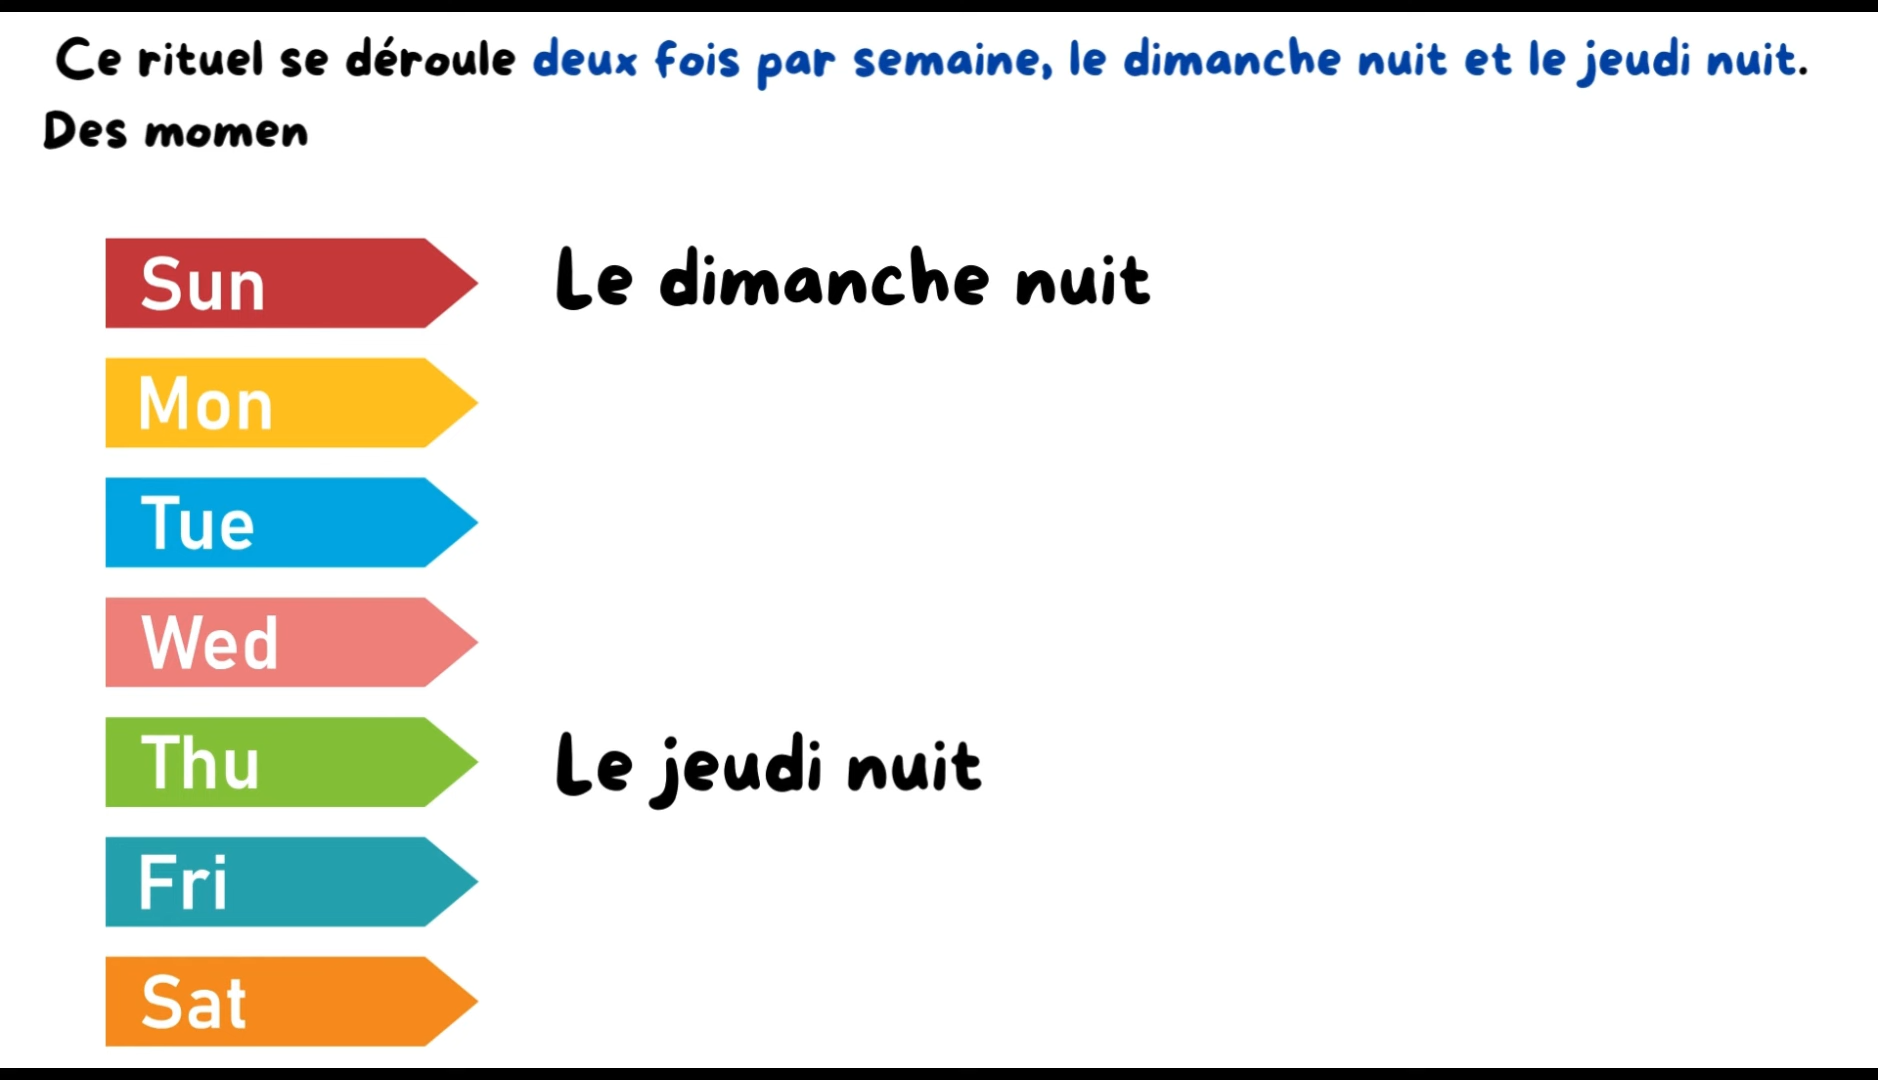 Ce rituel se déroule deux fois par semaine, le dimanche nuit et le jeudi nuit.
Des momen
Sun
Le dimanche nuit
Mon
Tue
Wed
Thu
Le jeudi nuit
Fri
Sat